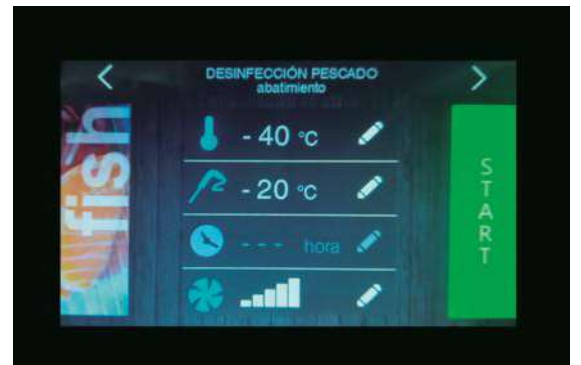 DESINFECCIÓN PESCADO
abatimiento
fish
- 40 °C
- 20 °C
- - - hora
START